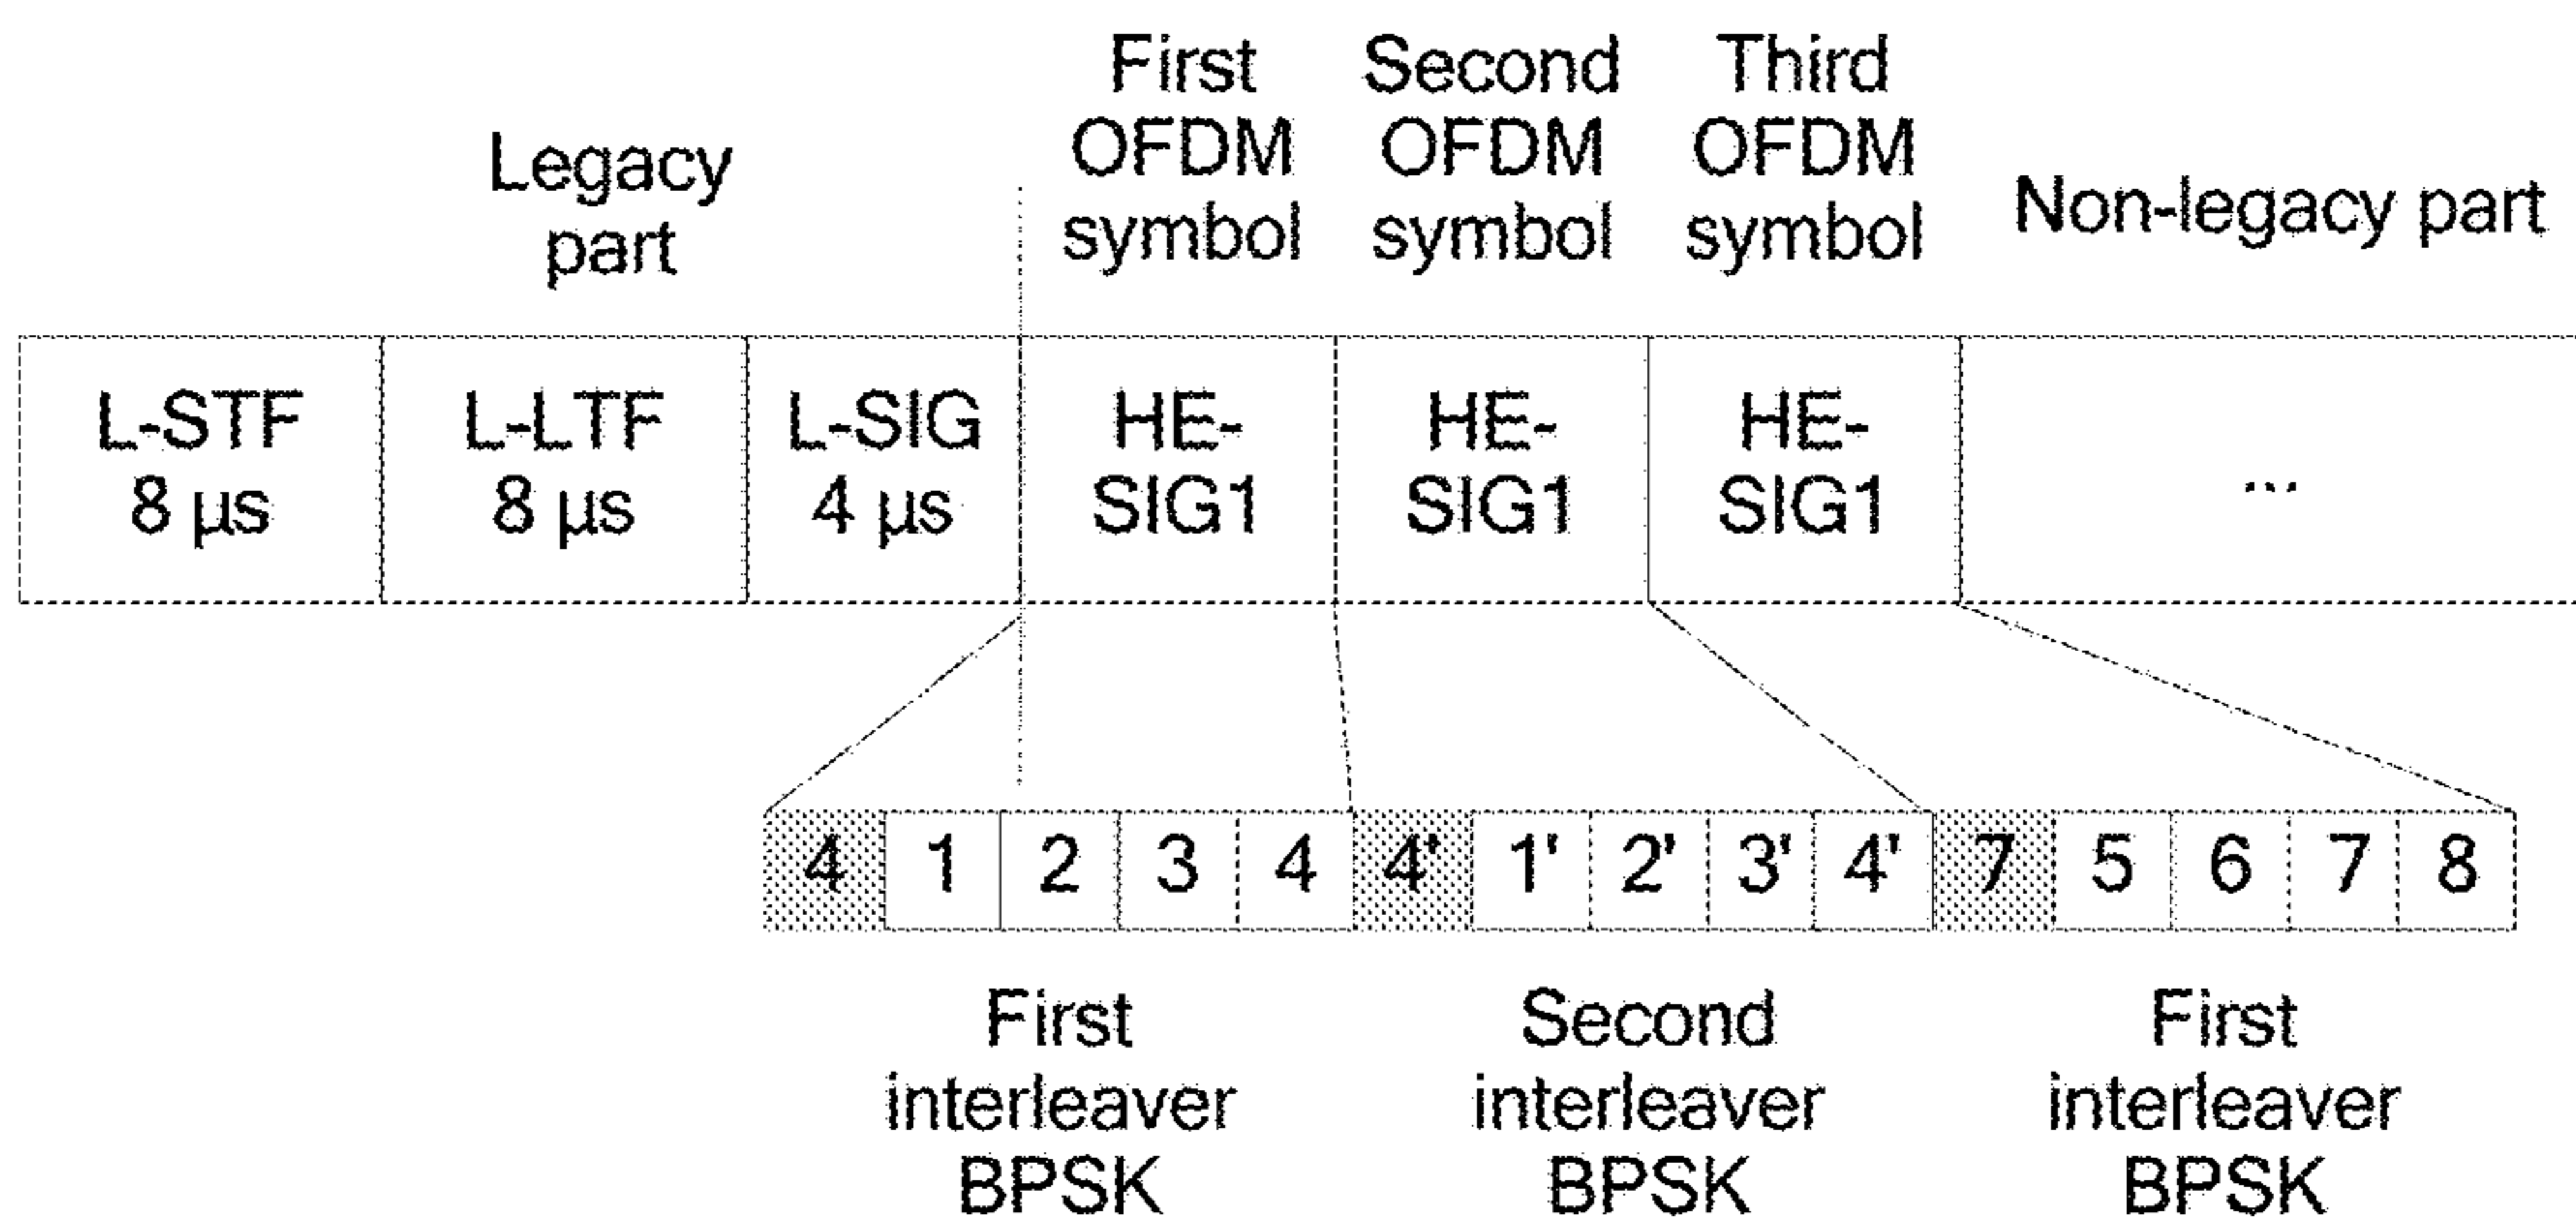 Legacy
part
First
OFDM
symbol
Second
OFDM
symbol
Third
OFDM
symbol
Non-legacy part
L-STF
8 μs
L-LTF
8 μs
L-SIG
4 μs
HE-
SIG1
HE-
SIG1
HE-
SIG1
...
4 1 2 3 4 4' 1' 2' 3' 4' 7 5 6 7 8
First
interleaver
BPSK
Second
interleaver
BPSK
First
interleaver
BPSK